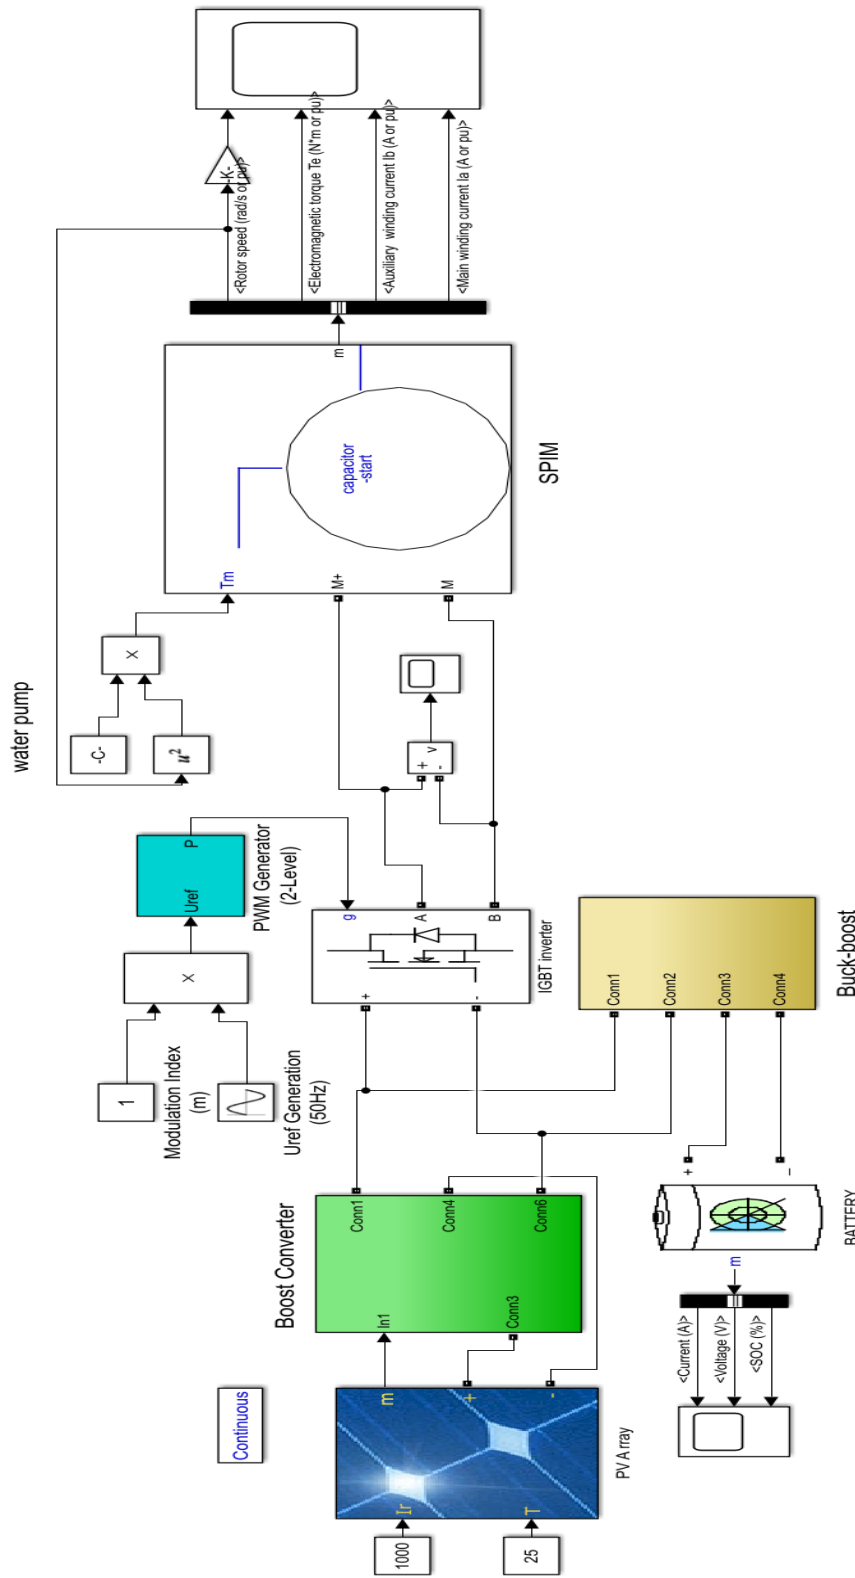 water pump
-C-
u²
X
Tm
M+
M
capacitor
-start
m
SPIM
<Rotor speed (rad/s or pu)>
<Electromagnetic torque Te (N*m or pu)>
<Auxiliary winding current Ib (A or pu)>
<Main winding current Ia (A or pu)>
-K-
1
Modulation Index
(m)
Uref Generation
(50Hz)
X
Uref
P
PWM Generator
(2-Level)
g
A
B
+
-
IGBT inverter
+
-
v
Continuous
1000
25
Ir
T
m
+
-
PV Array
Boost Converter
In1
Conn3
Conn1
Conn4
Conn6
Conn1
Conn2
Conn3
Conn4
Buck-boost
+
-
m
BATTERY
<Current (A)>
<Voltage (V)>
<SOC (%)>